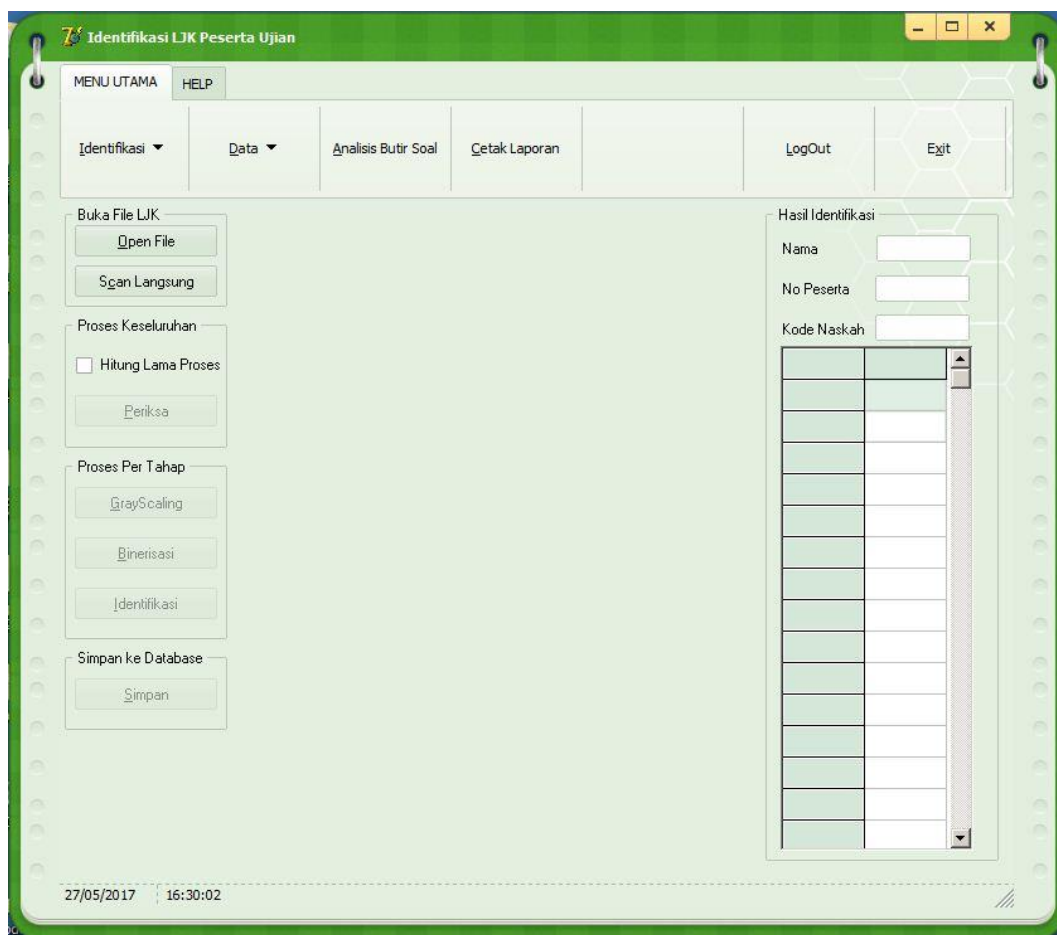 Identifikasi LJK Peserta Ujian
MENU UTAMA
HELP
Identifikasi
Data
Analisis Butir Soal
Cetak Laporan
LogOut
Exit
Buka File LJK
Open File
Scan Langsung
Proses Keseluruhan
Hitung Lama Proses
Periksa
Proses Per Tahap
GrayScaling
Binerisasi
Identifikasi
Simpan ke Database
Simpan
Hasil Identifikasi
Nama
No Peserta
Kode Naskah
27/05/2017
16:30:02